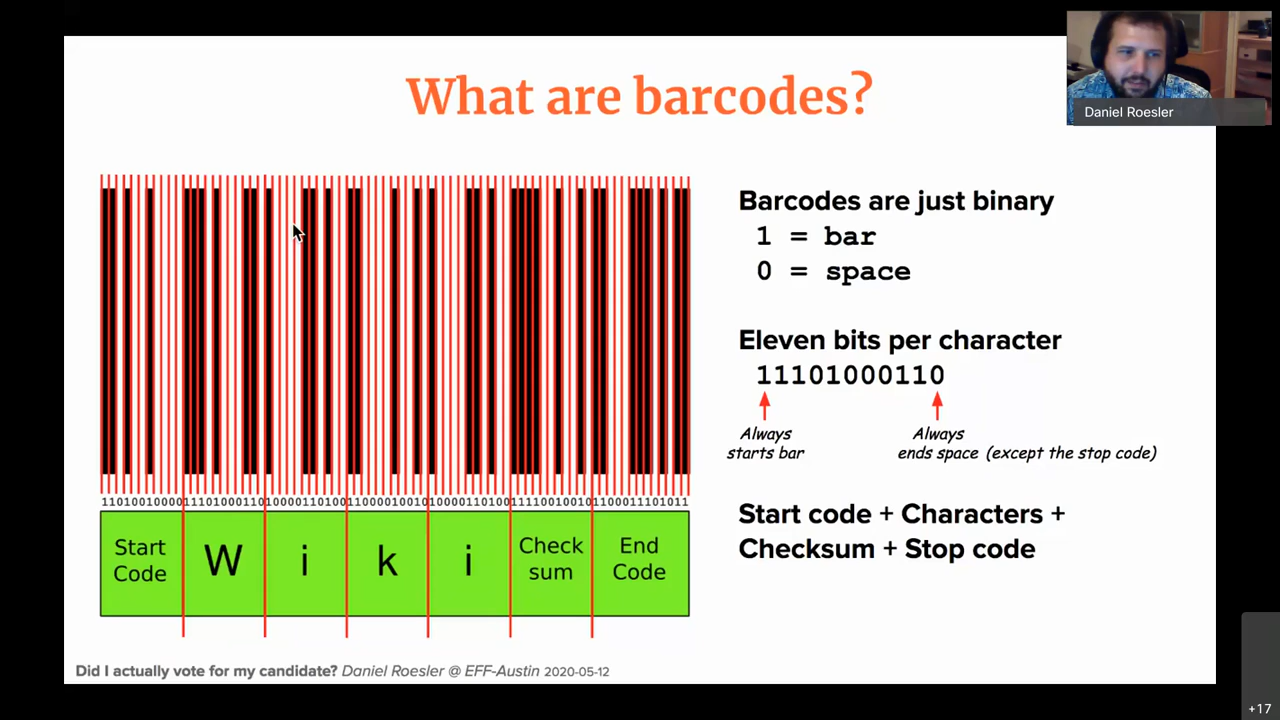 What are barcodes?
Daniel Roesler
Barcodes are just binary
1 = bar
0 = space
Eleven bits per character
11101000110
Always
starts bar
Always
ends space (except the stop code)
Start code + Characters +
Checksum + Stop code
1101001000011101000110100001101001100001001010000110100111100100101100011101011
Start
Code
W
i
k
i
Check
sum
End
Code
Did I actually vote for my candidate? Daniel Roesler @ EFF-Austin 2020-05-12
+17